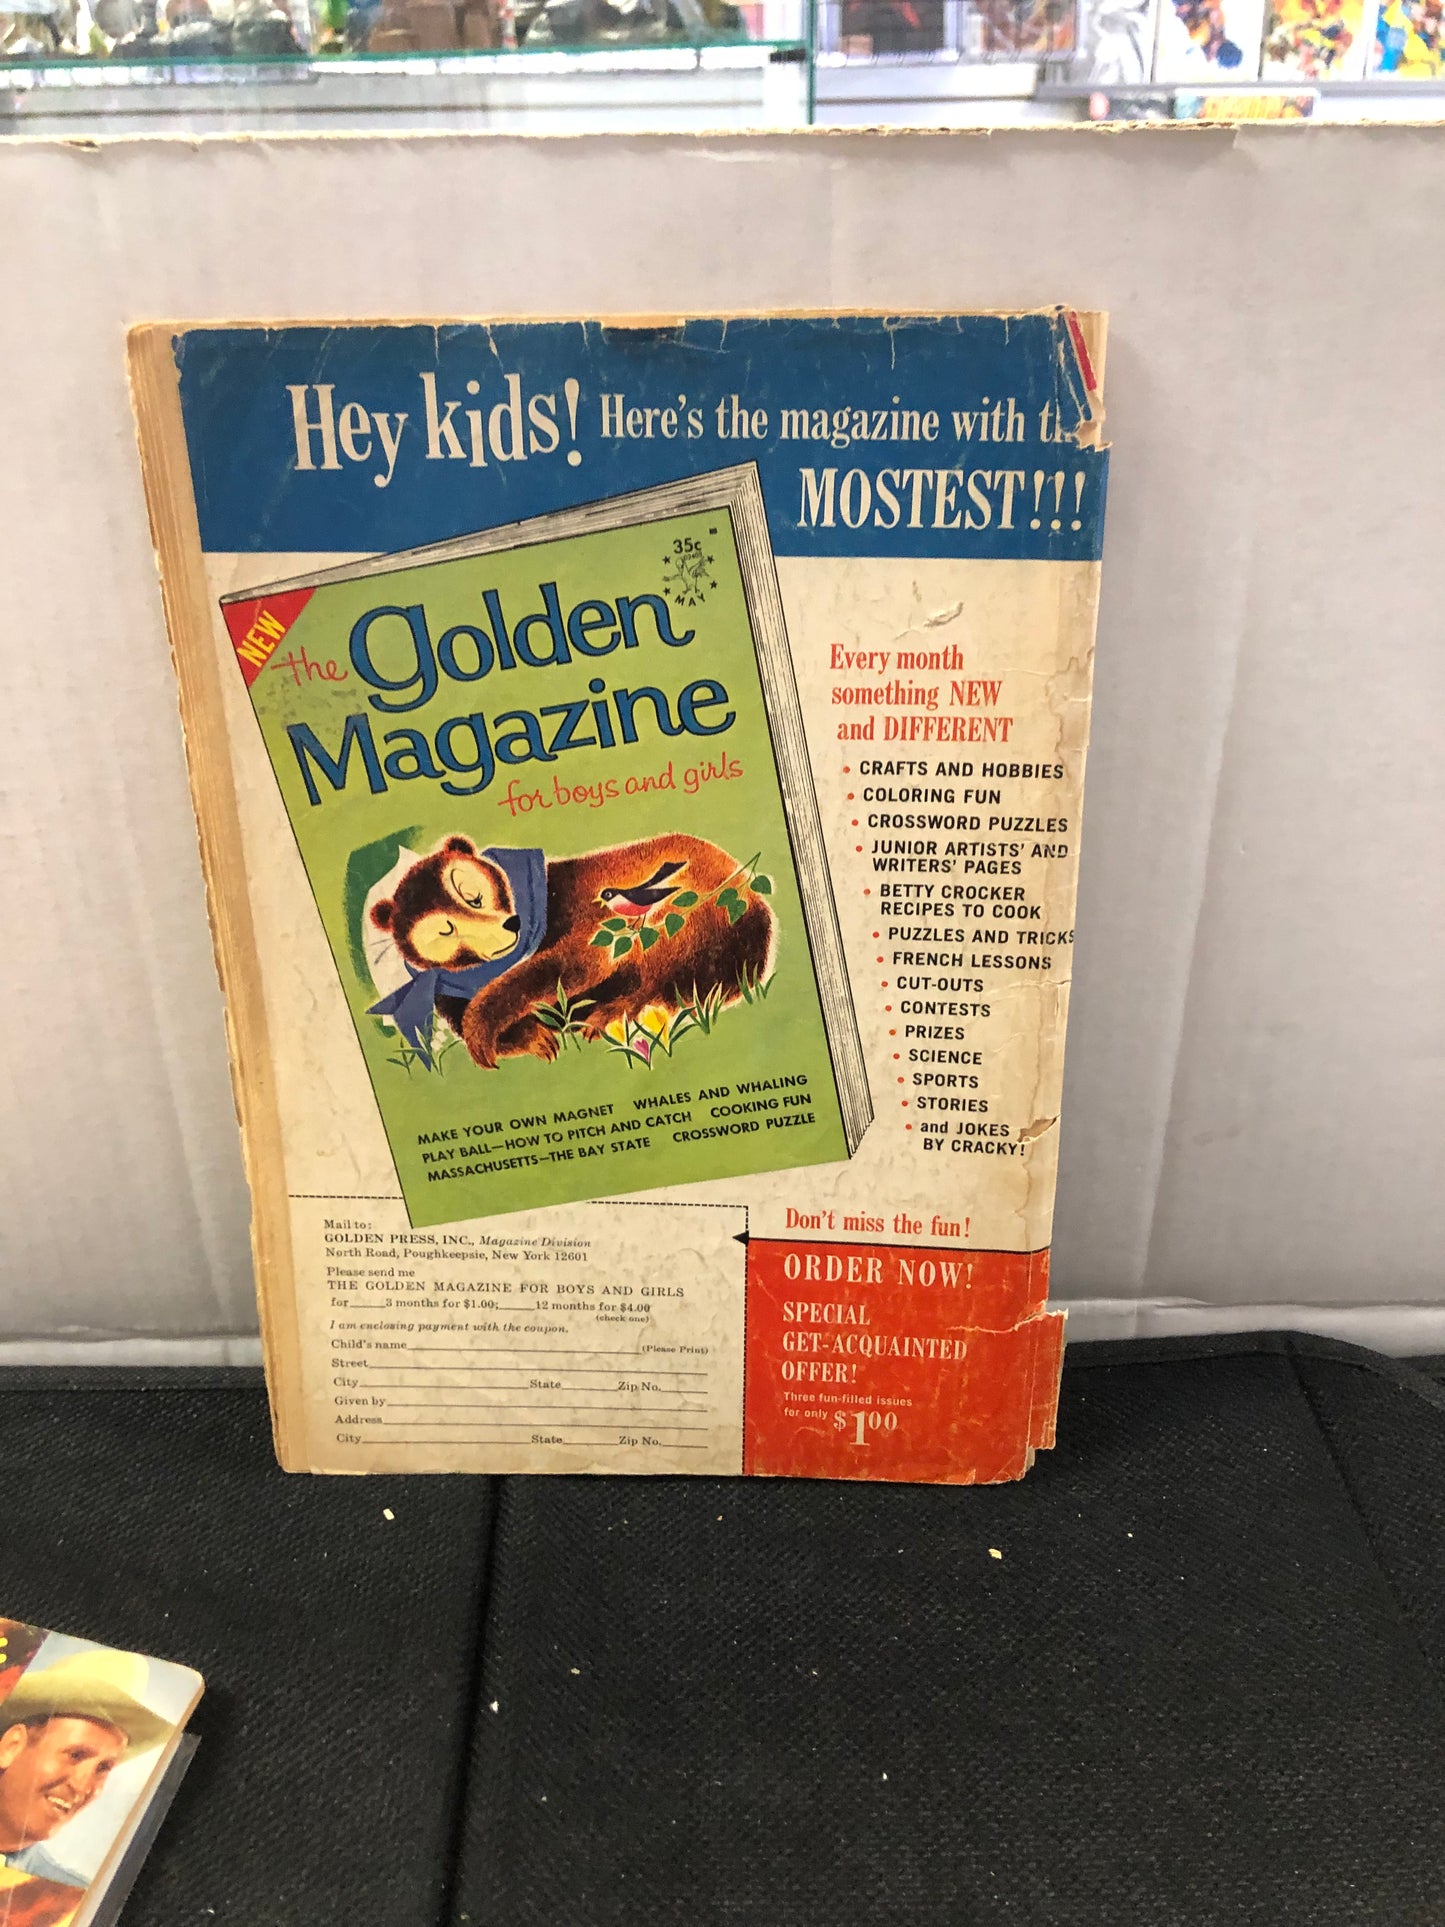 Hey kids! Here's the magazine with
MOSTEST!!!
35¢
MAY
NEW
the Golden
Magazine
for boys and girls
MAKE YOUR OWN MAGNET WHALES AND WHALING
PLAY BALL—HOW TO PITCH AND CATCH COOKING FUN
MASSACHUSETTS—THE BAY STATE CROSSWORD PUZZLE
Every month
something NEW
and DIFFERENT
• CRAFTS AND HOBBIES
• COLORING FUN
• CROSSWORD PUZZLES
• JUNIOR ARTISTS' AND
WRITERS' PAGES
• BETTY CROCKER
RECIPES TO COOK
• PUZZLES AND TRICKS
• FRENCH LESSONS
• CUT-OUTS
• CONTESTS
• PRIZES
• SCIENCE
• SPORTS
• STORIES
• and JOKES
BY CRACKY!
Don't miss the fun!
ORDER NOW!
SPECIAL
GET-ACQUAINTED
OFFER!
Three fun-filled issues
for only $1.00
Mail to:
GOLDEN PRESS, INC., Magazine Division
North Road, Poughkeepsie, New York 12601
Please send me
THE GOLDEN MAGAZINE FOR BOYS AND GIRLS
for_____3 months for $1.00;_____12 months for $4.00
(check one)
I am enclosing payment with the coupon.
Child's name (Please Print)
Street
City State Zip No.
Given by
Address
City State Zip No.